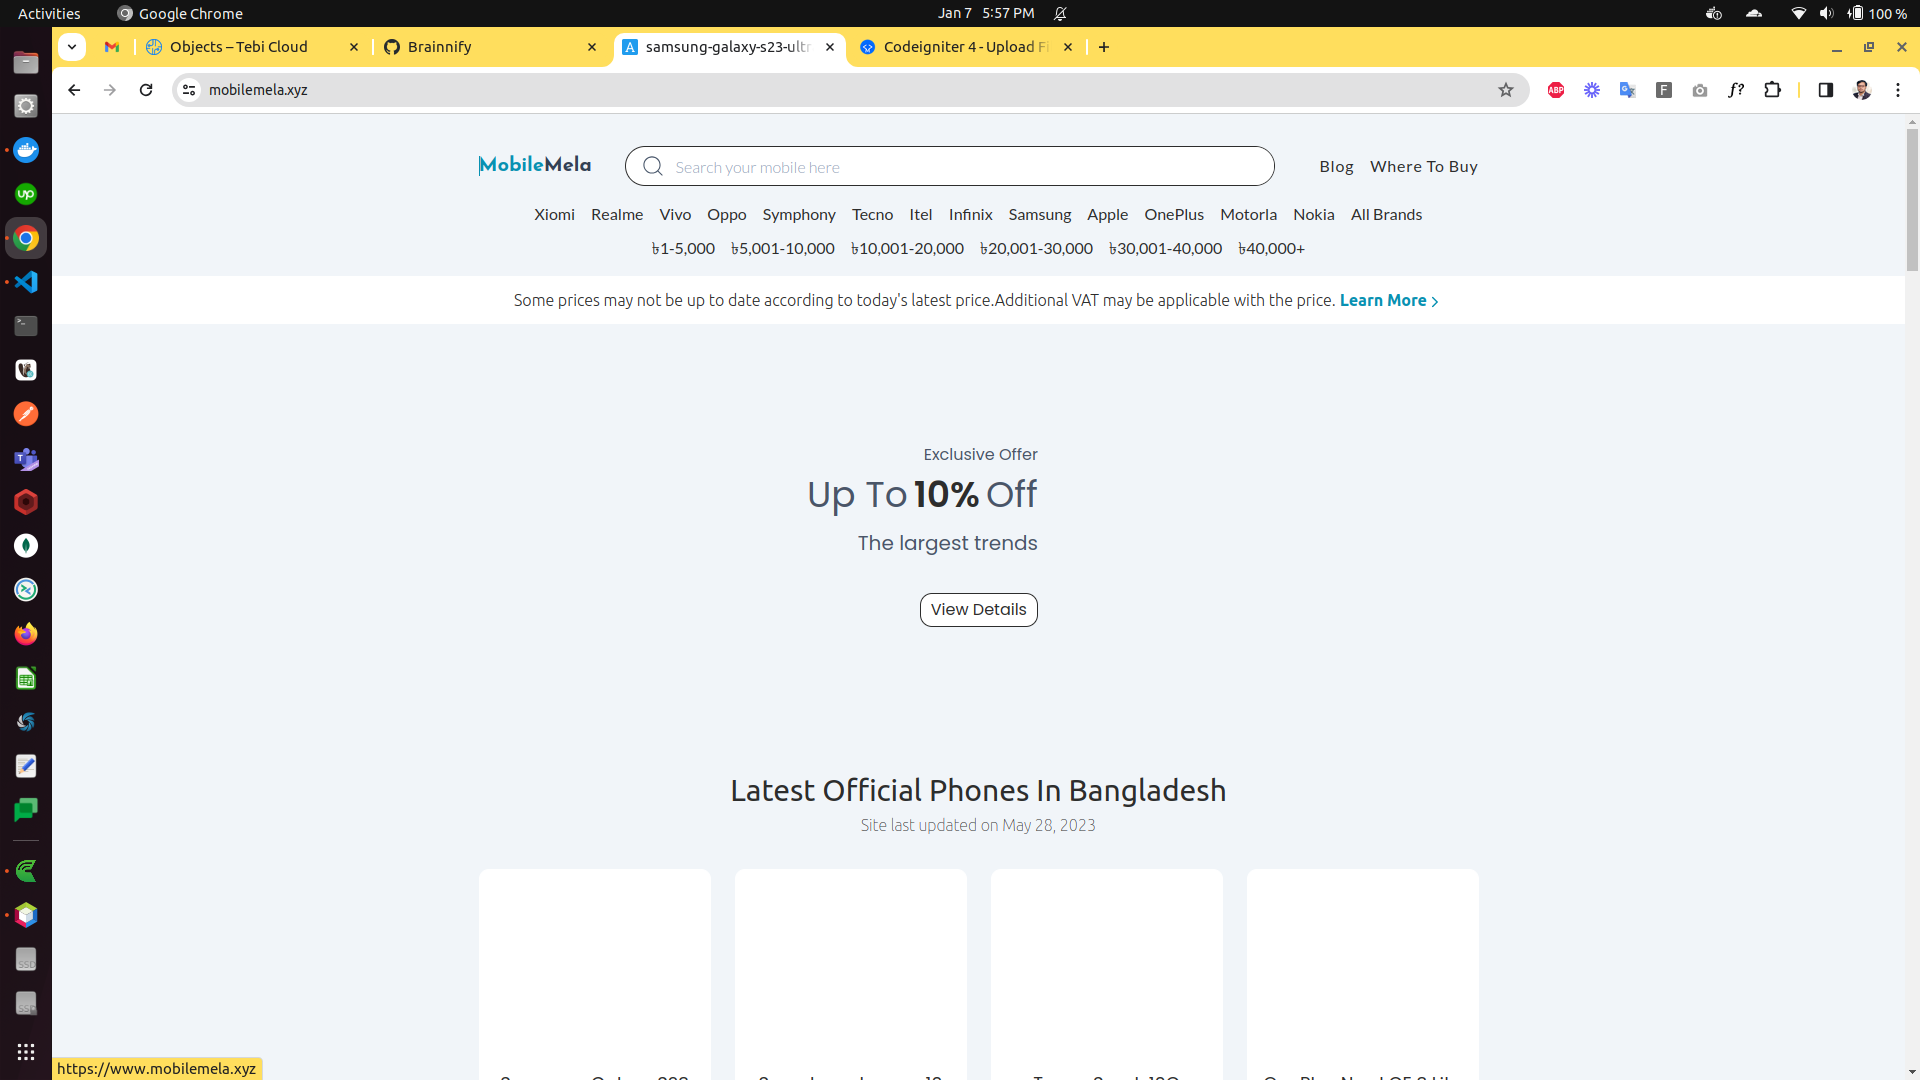 Activities Google Chrome Jan 7 5:57 PM 100 %
Objects – Tebi Cloud Brainnify samsung-galaxy-s23-ultr Codeigniter 4 - Upload Fi
mobilemela.xyz
MobileMela Search your mobile here Blog Where To Buy
Xiomi Realme Vivo Oppo Symphony Tecno Itel Infinix Samsung Apple OnePlus Motorla Nokia All Brands
৳1-5,000 ৳5,001-10,000 ৳10,001-20,000 ৳20,001-30,000 ৳30,001-40,000 ৳40,000+
Some prices may not be up to date according to today's latest price.Additional VAT may be applicable with the price. Learn More
Exclusive Offer
Up To 10% Off
The largest trends
View Details
Latest Official Phones In Bangladesh
Site last updated on May 28, 2023
https://www.mobilemela.xyz